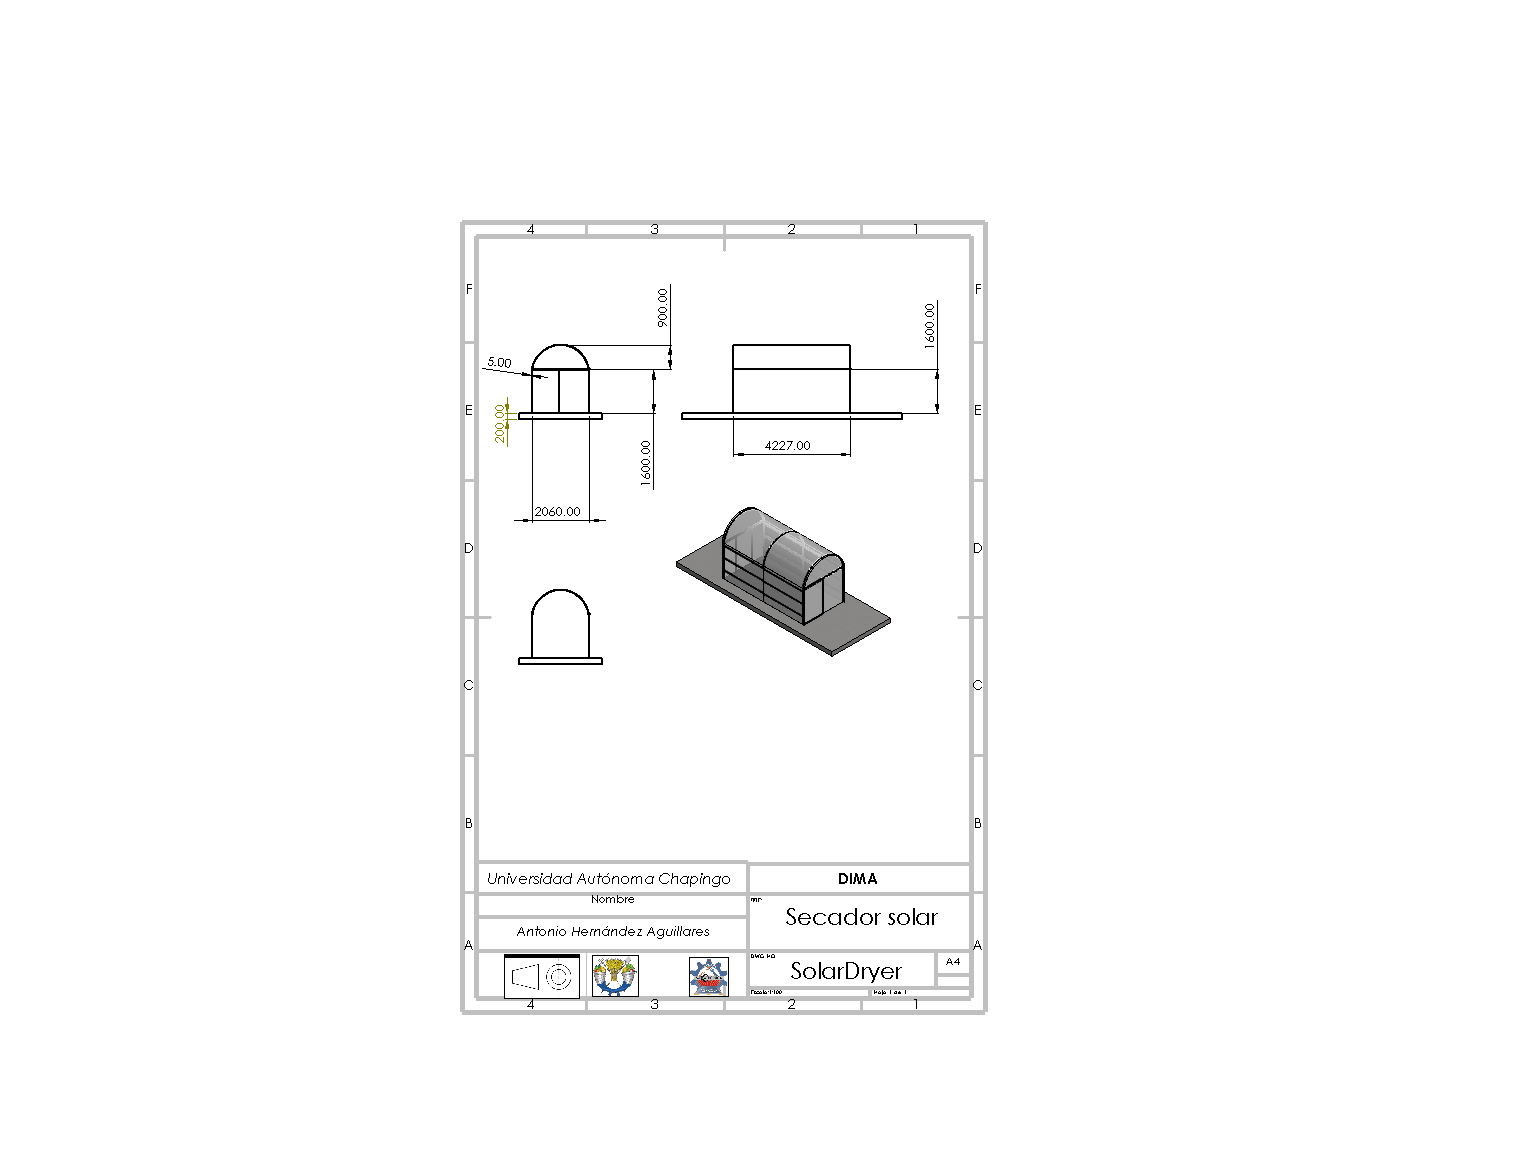 4 3 2 1
F F
900.00
1600.00
5.00
E E
200.00
4227.00
1600.00
2060.00
D D
C C
B B
Universidad Autónoma Chapingo
DIMA
Nombre
Secador solar
Antonio Hernández Aguillares
A A
DWG NO.
SolarDryer
A4
Escala:1:100
Hoja 1 de 1
4 3 2 1